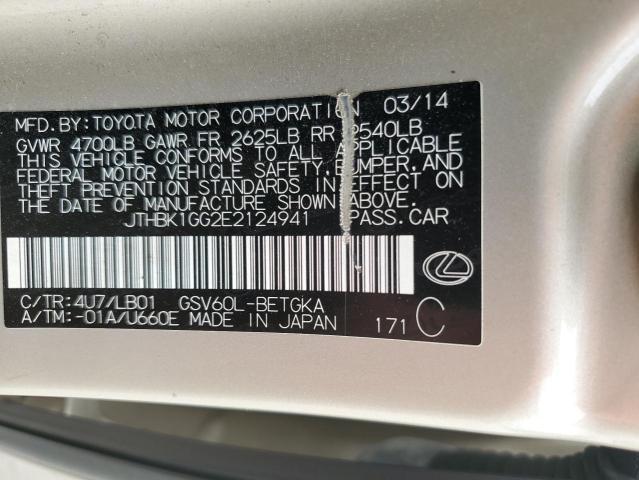 MFD. BY: TOYOTA MOTOR CORPORATION 03/14
GVWR 4700LB GAWR FR 2625LB RR 2540LB
THIS VEHICLE CONFORMS TO ALL APPLICABLE
FEDERAL MOTOR VEHICLE SAFETY, BUMPER, AND
THEFT PREVENTION STANDARDS IN EFFECT ON
THE DATE OF MANUFACTURE SHOWN ABOVE.
JTHBK1GG2E2124941 PASS.CAR
C/TR:4U7/LB01 GSV60L-BETGKA
A/TM:-01A/U660E MADE IN JAPAN
171 C